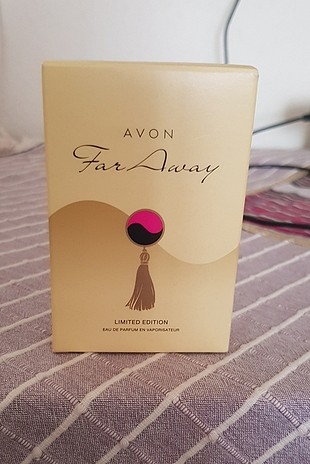 AVON
Far Away
LIMITED EDITION
EAU DE PARFUM EN VAPORISATEUR